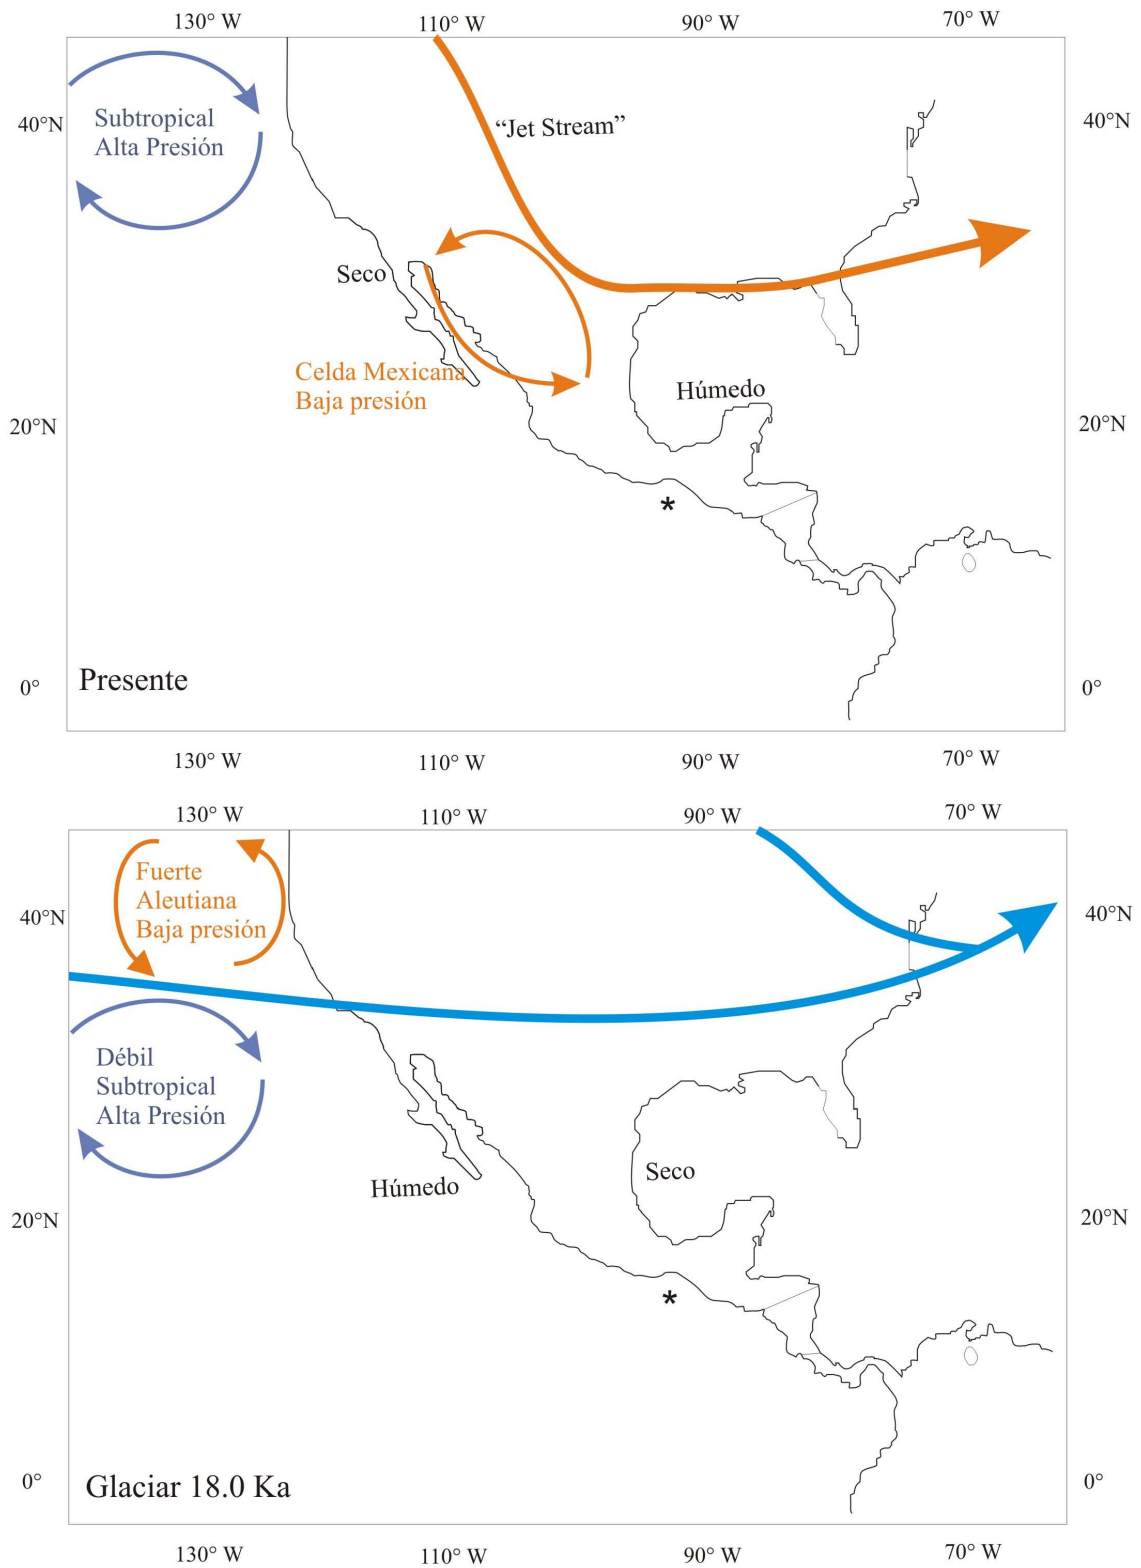 130° W 110° W 90° W 70° W
Subtropical
Alta Presión
“Jet Stream”
40°N 40°N
Seco
Celda Mexicana
Baja presión
Húmedo
20°N 20°N
*
Presente
0° 0°
130° W 110° W 90° W 70° W
130° W 110° W 90° W 70° W
Fuerte
Aleutiana
Baja presión
40°N 40°N
Débil
Subtropical
Alta Presión
Húmedo
Seco
20°N 20°N
*
Glaciar 18.0 Ka
0° 0°
130° W 110° W 90° W 70° W